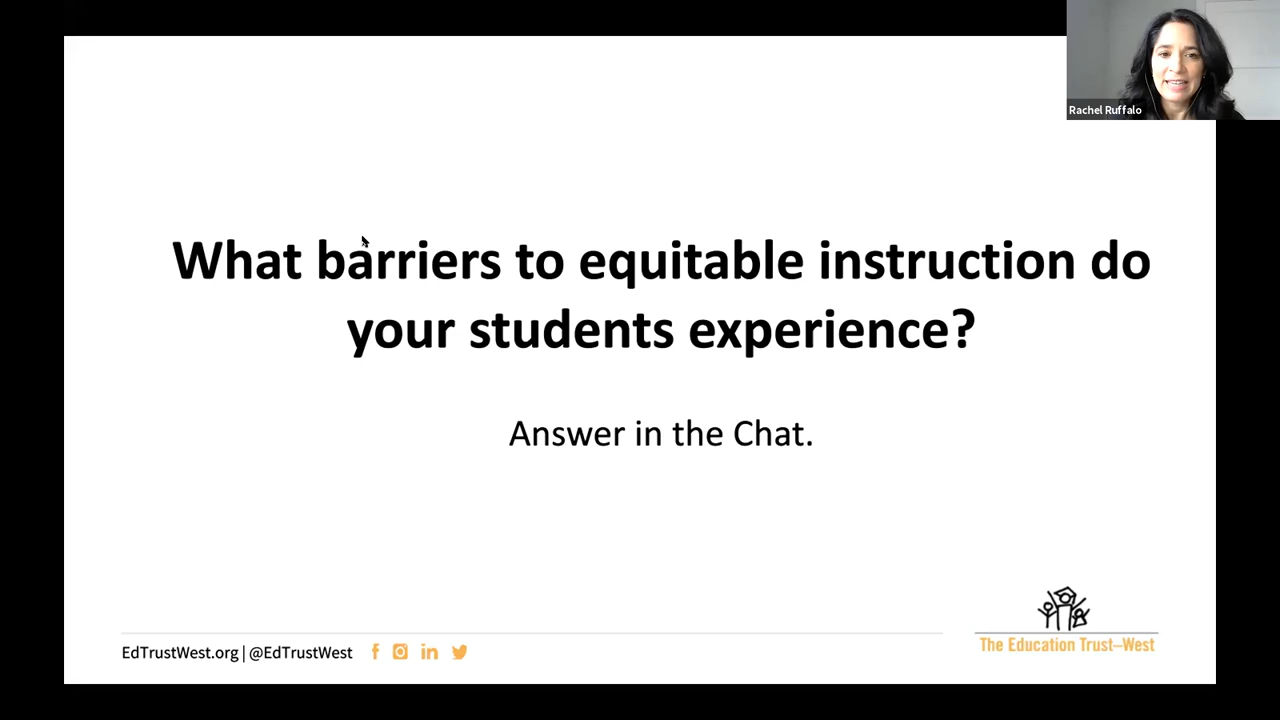 Rachel Ruffalo
What barriers to equitable instruction do
your students experience?
Answer in the Chat.
EdTrustWest.org | @EdTrustWest
The Education Trust–West